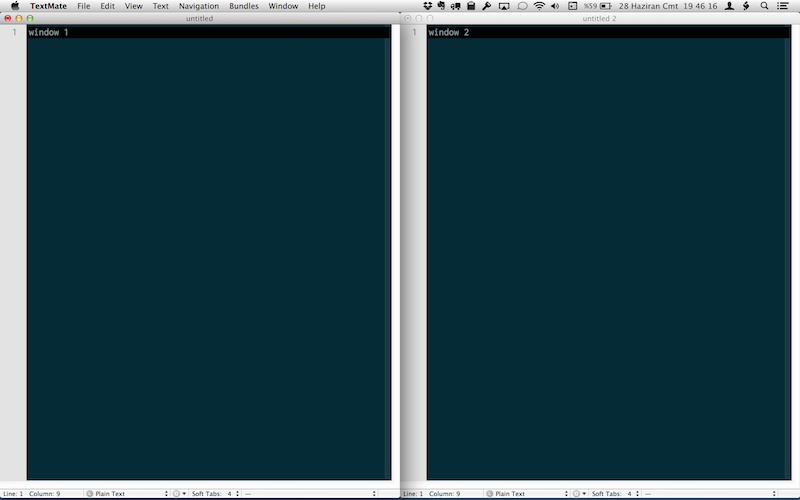 TextMate File Edit View Text Navigation Bundles Window Help %59 28 Haziran Cmt 19 46 16
untitled
1 window 1
Line: 1 Column: 9 Plain Text Soft Tabs: 4 —
untitled 2
1 window 2
Line: 1 Column: 9 Plain Text Soft Tabs: 4 —